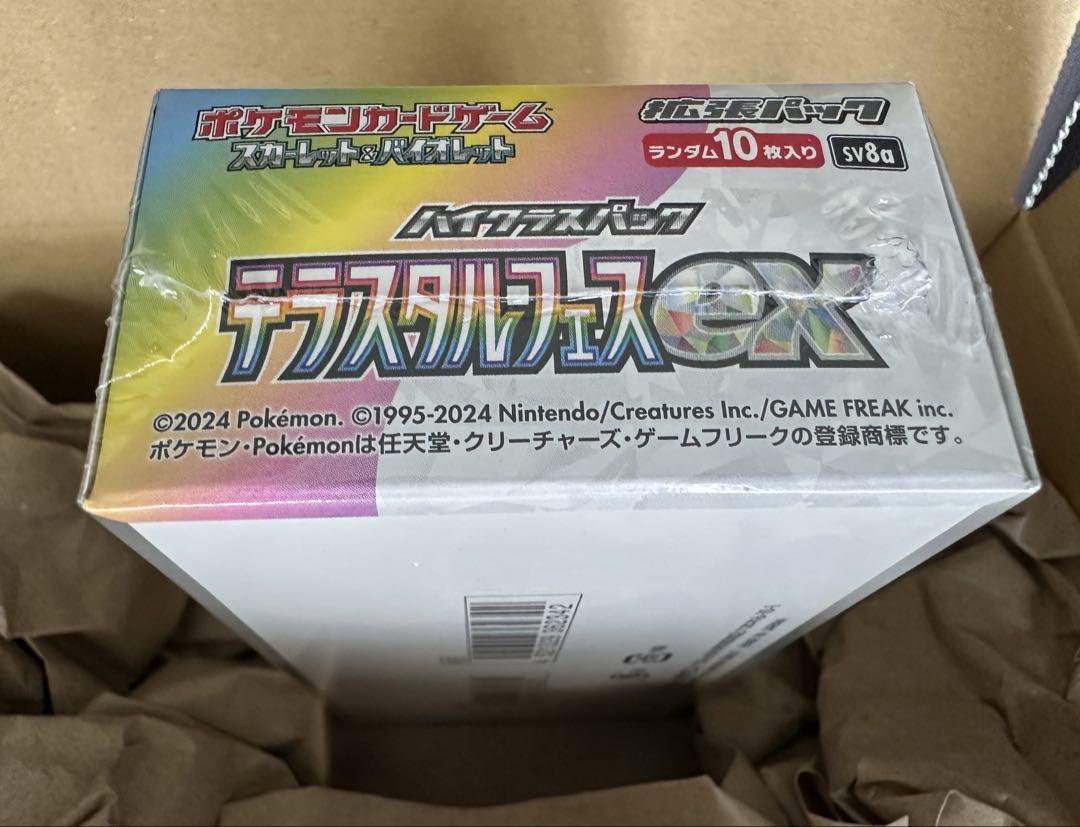 ポケモンカードゲーム
スカーレット&バイオレット
拡張パック
ランダム10枚入り
SV8a
ハイクラスパック
テラスタルフェスex
©2024 Pokémon. ©1995-2024 Nintendo/Creatures Inc./GAME FREAK inc.
ポケモン・Pokémonは任天堂・クリーチャーズ・ゲームフリークの登録商標です。